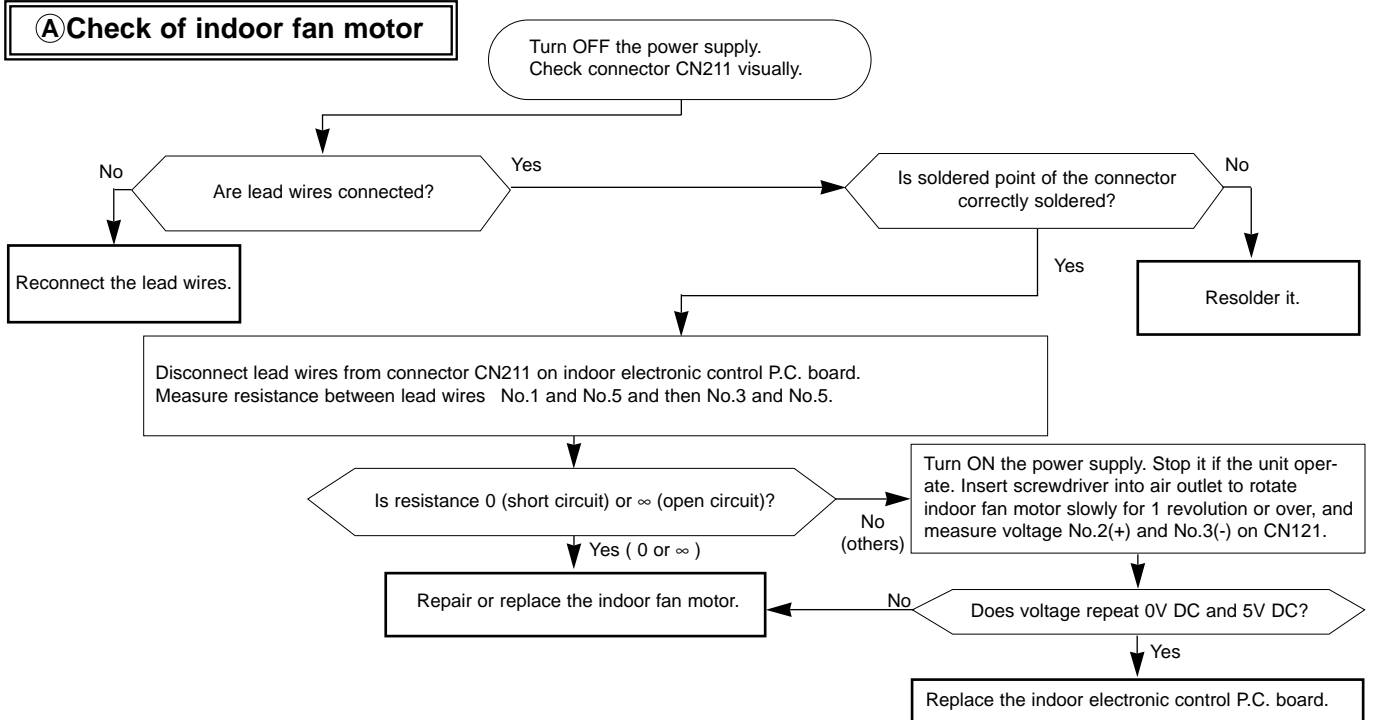 ⒶCheck of indoor fan motor
Turn OFF the power supply.
Check connector CN211 visually.
No
Are lead wires connected?
Yes
Is soldered point of the connector
correctly soldered?
No
Reconnect the lead wires.
Yes
Resolder it.
Disconnect lead wires from connector CN211 on indoor electronic control P.C. board.
Measure resistance between lead wires No.1 and No.5 and then No.3 and No.5.
Is resistance 0 (short circuit) or ∞ (open circuit)?
No
(others)
Turn ON the power supply. Stop it if the unit oper-
ate. Insert screwdriver into air outlet to rotate
indoor fan motor slowly for 1 revolution or over, and
measure voltage No.2(+) and No.3(-) on CN121.
Yes ( 0 or ∞ )
Repair or replace the indoor fan motor.
No
Does voltage repeat 0V DC and 5V DC?
Yes
Replace the indoor electronic control P.C. board.